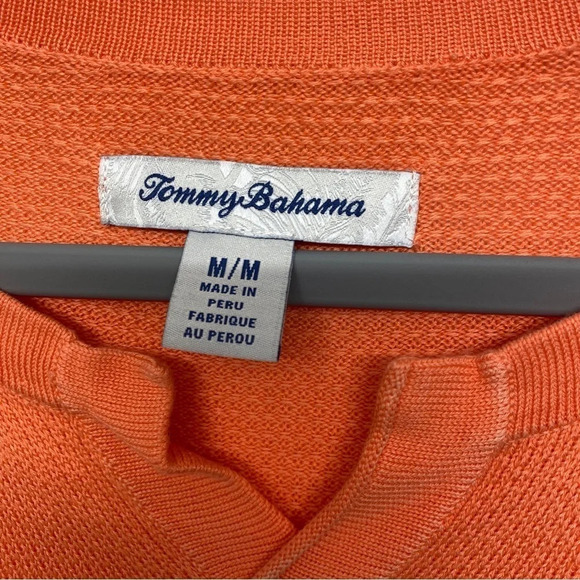 Tommy Bahama
M/M
MADE IN
PERU
FABRIQUE
AU PEROU